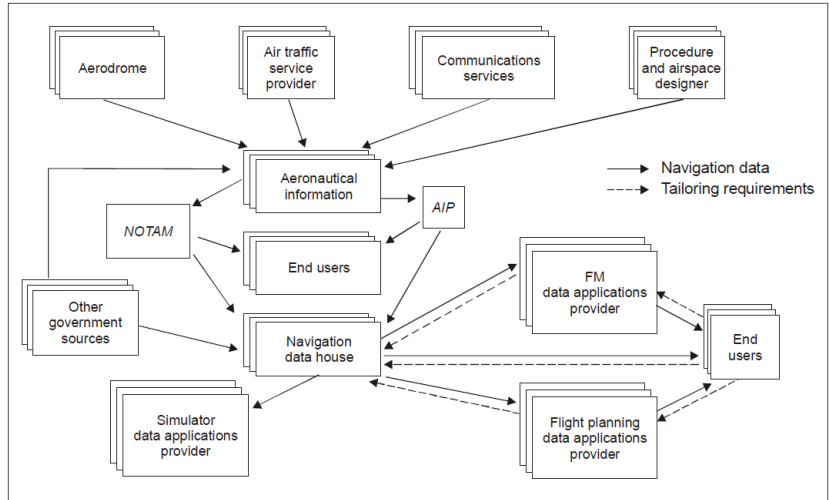 Aerodrome
Air traffic
service
provider
Communications
services
Procedure
and airspace
designer
Aeronautical
information
Navigation data
Tailoring requirements
AIP
NOTAM
End users
FM
data applications
provider
Other
government
sources
Navigation
data house
End
users
Simulator
data applications
provider
Flight planning
data applications
provider